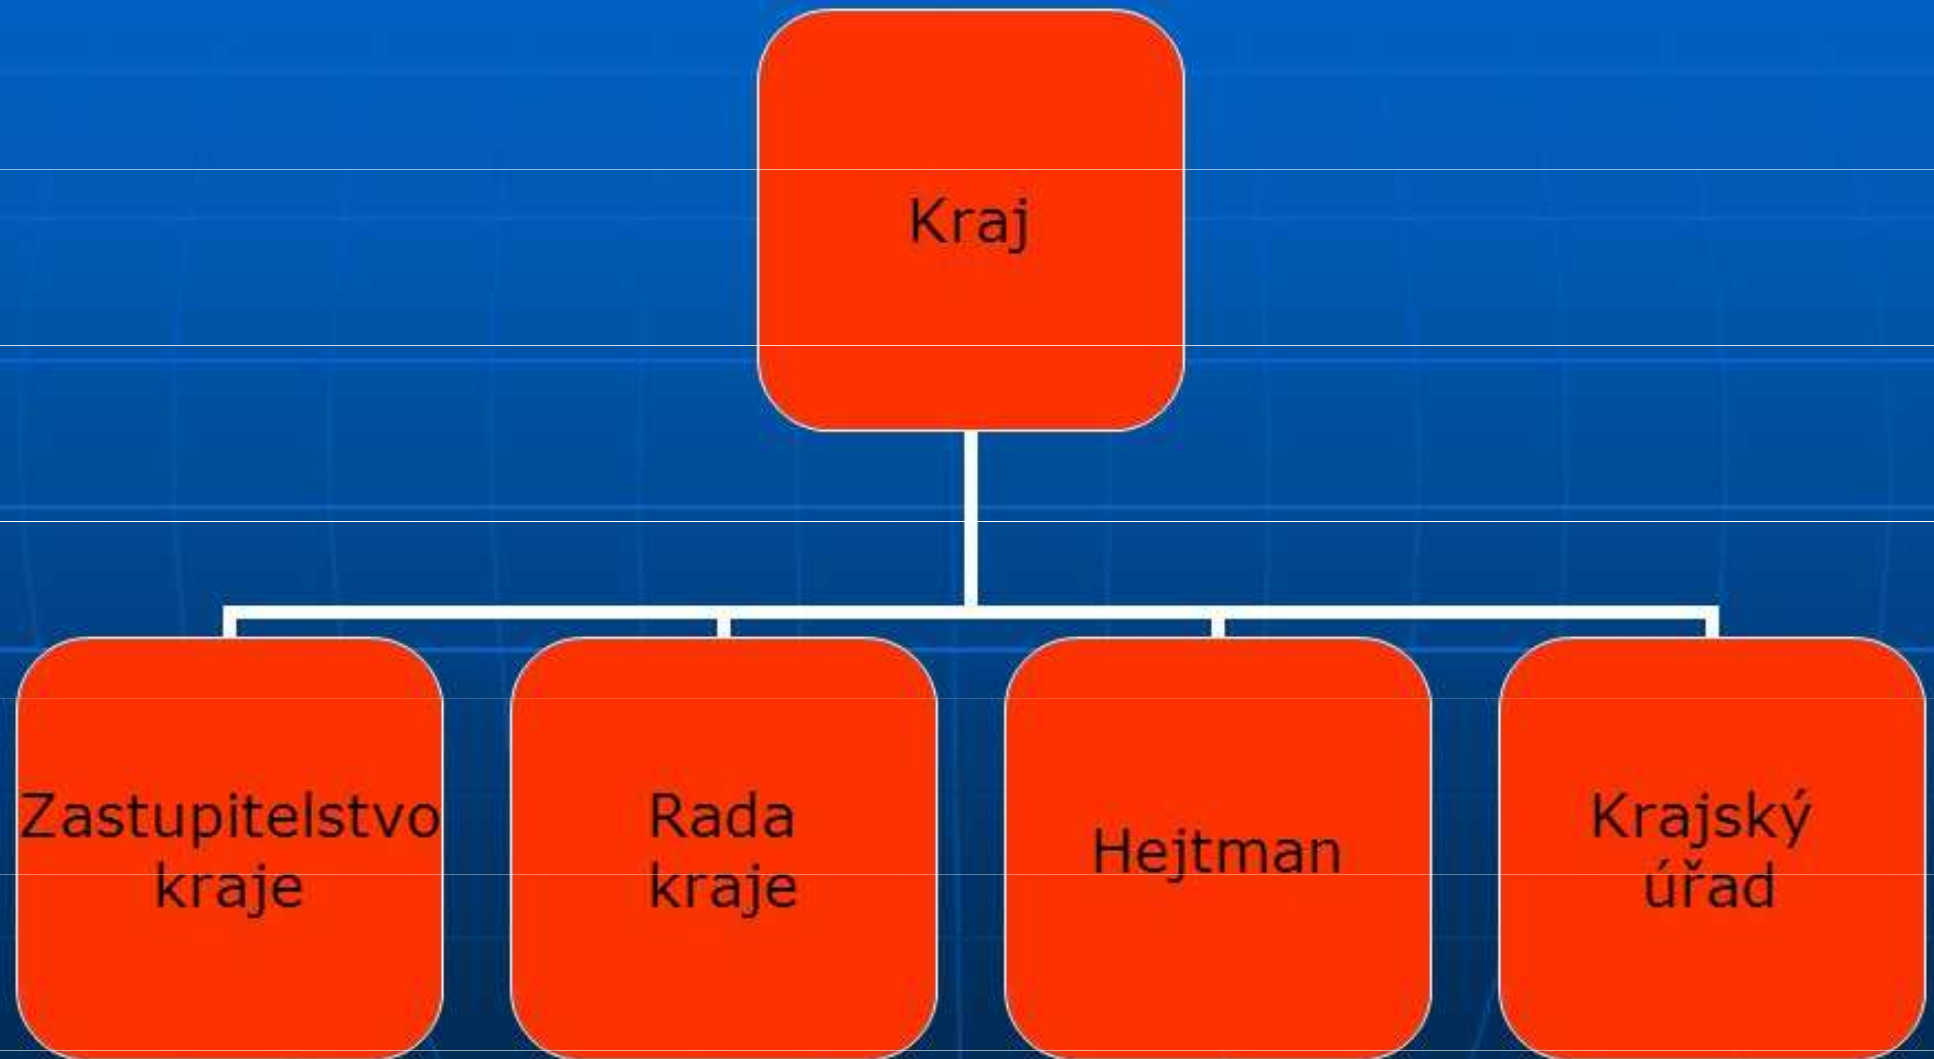 Kraj
Zastupitelstvo
kraje
Rada
kraje
Hejtman
Krajský
úřad